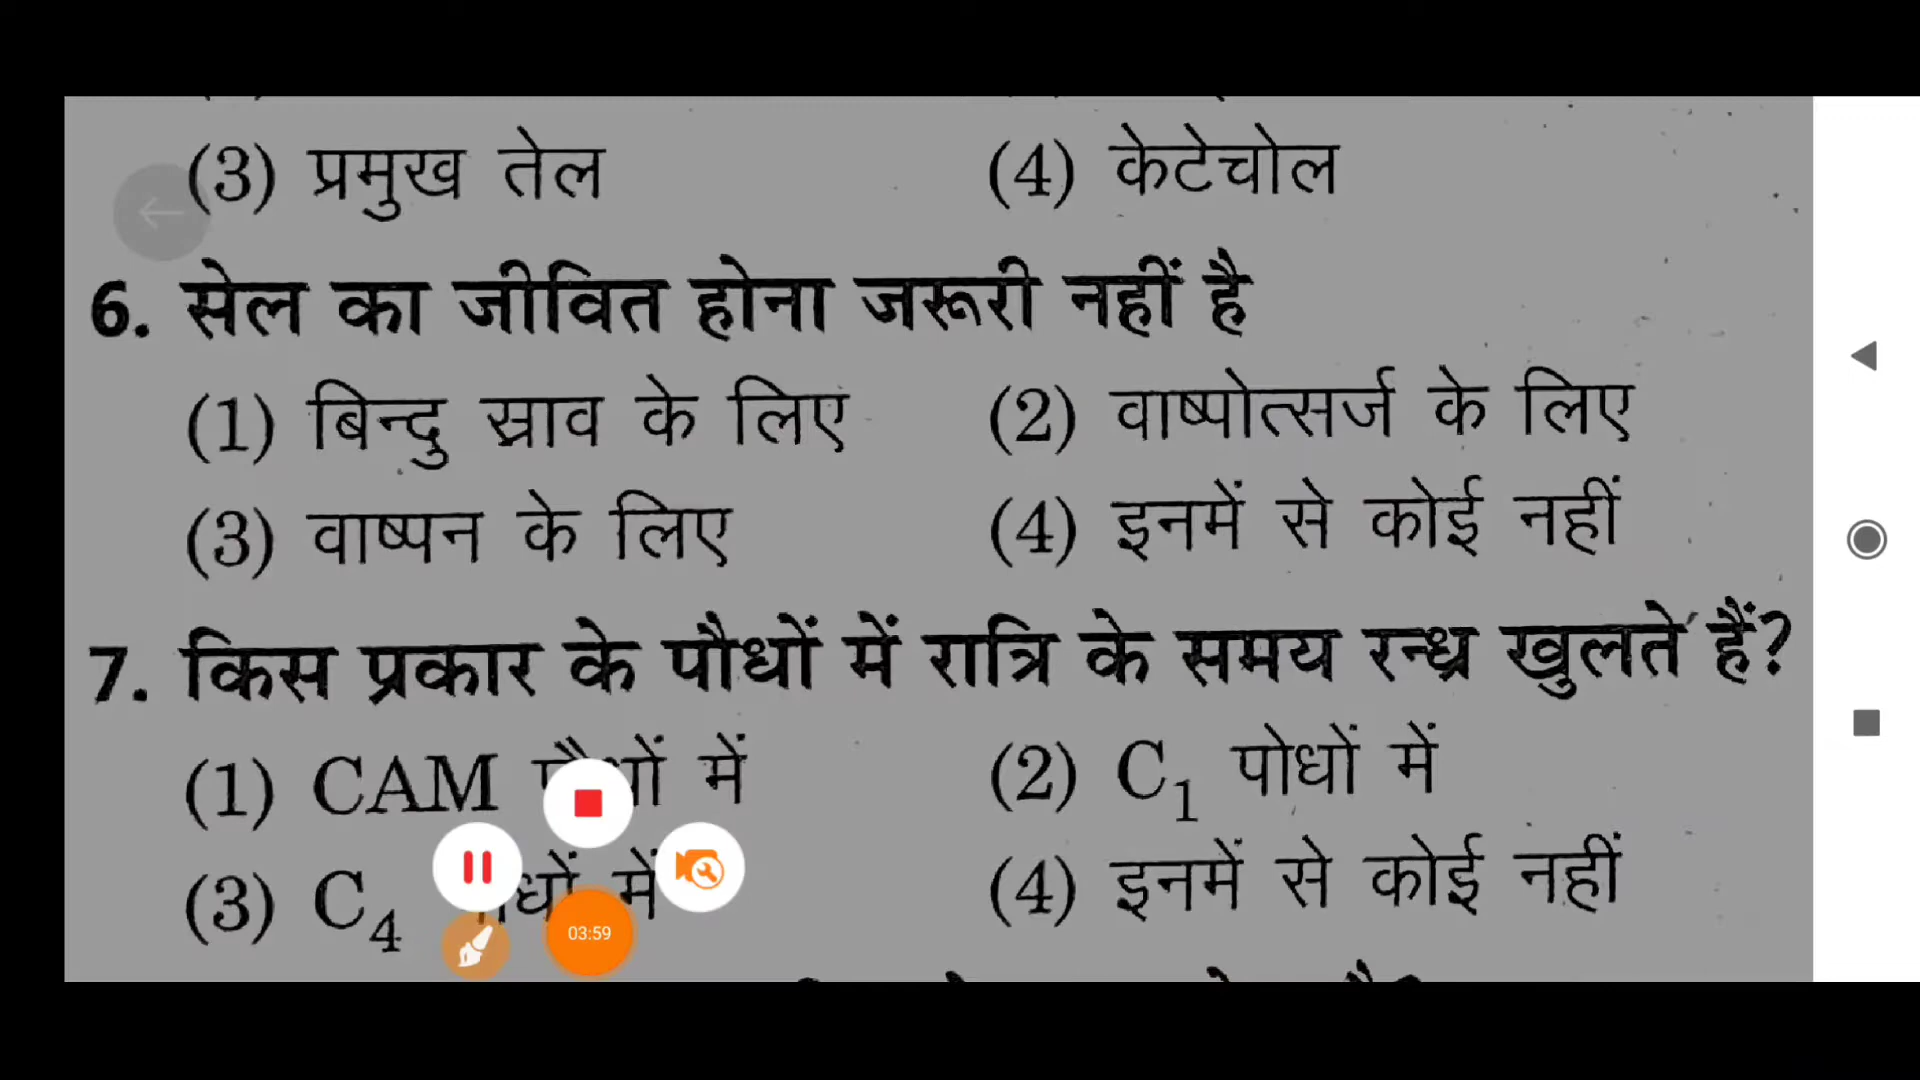 (3) प्रमुख तेल (4) केटेचोल
6. सेल का जीवित होना जरूरी नहीं है
(1) बिन्दु स्राव के लिए (2) वाष्पोत्सर्ज के लिए
(3) वाष्पन के लिए (4) इनमें से कोई नहीं
7. किस प्रकार के पौधों में रात्रि के समय रन्ध्र खुलते हैं?
(1) CAM में (2) C₁ पोधों में
(3) C₄ में (4) इनमें से कोई नहीं
03:59